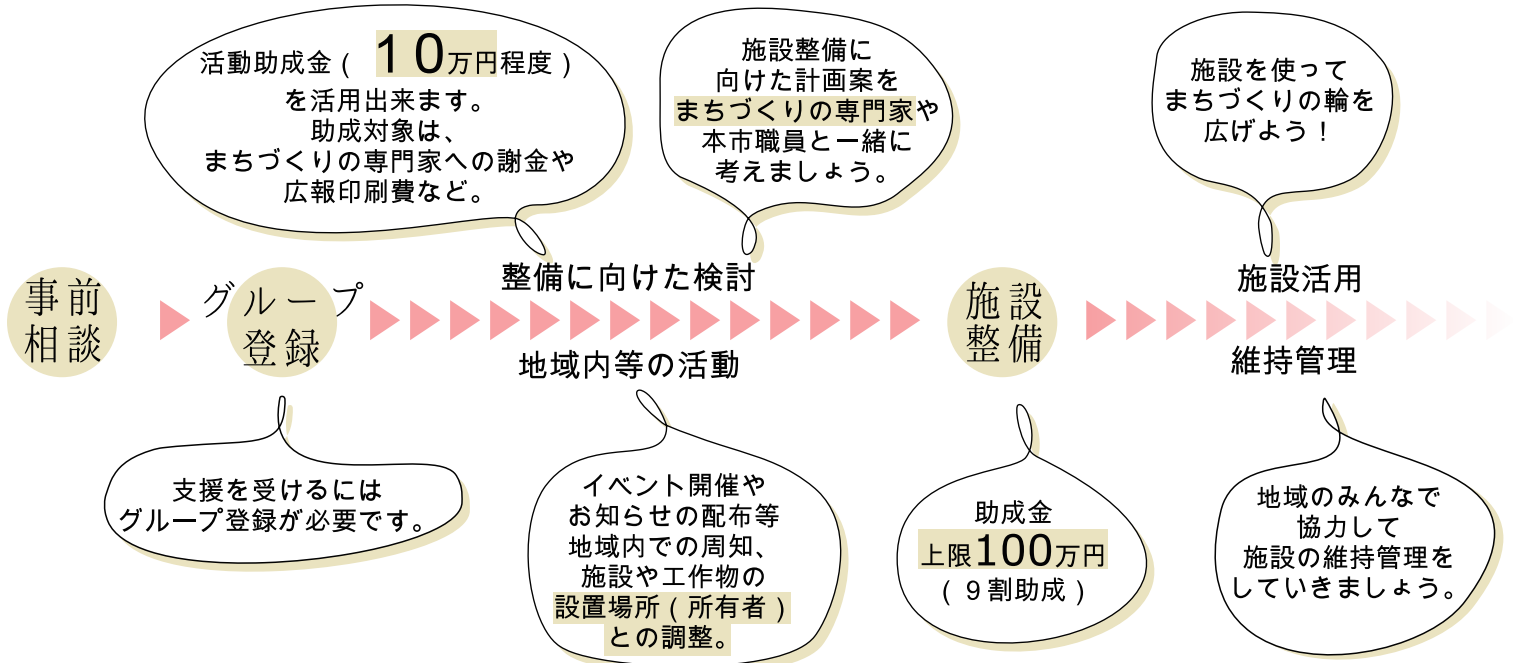 活動助成金(10万円程度)
を活用出来ます。
助成対象は、
まちづくりの専門家への謝金や
広報印刷費など。
施設整備に
向けた計画案を
まちづくりの専門家や
本市職員と一緒に
考えましょう。
施設を使って
まちづくりの輪を
広げよう!
事前
相談
グループ
登録
整備に向けた検討
地域内等の活動
施設
整備
施設活用
維持管理
支援を受けるには
グループ登録が必要です。
イベント開催や
お知らせの配布等
地域内での周知、
施設や工作物の
設置場所(所有者)
との調整。
助成金
上限100万円
(9割助成)
地域のみんなで
協力して
施設の維持管理を
していきましょう。